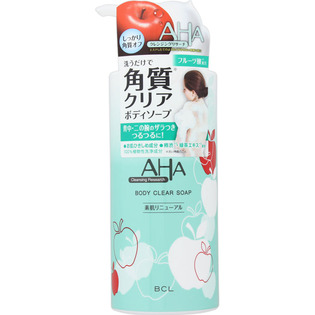 しっかり
角質オフ
AHA
クレンジングリサーチ
フルーツ酸
洗うだけで
角質
クリア
ボディソープ
背中・二の腕のザラつき
つるつるに!
AHA
Cleansing Research
BODY CLEAR SOAP
素肌リニューアル
BCL